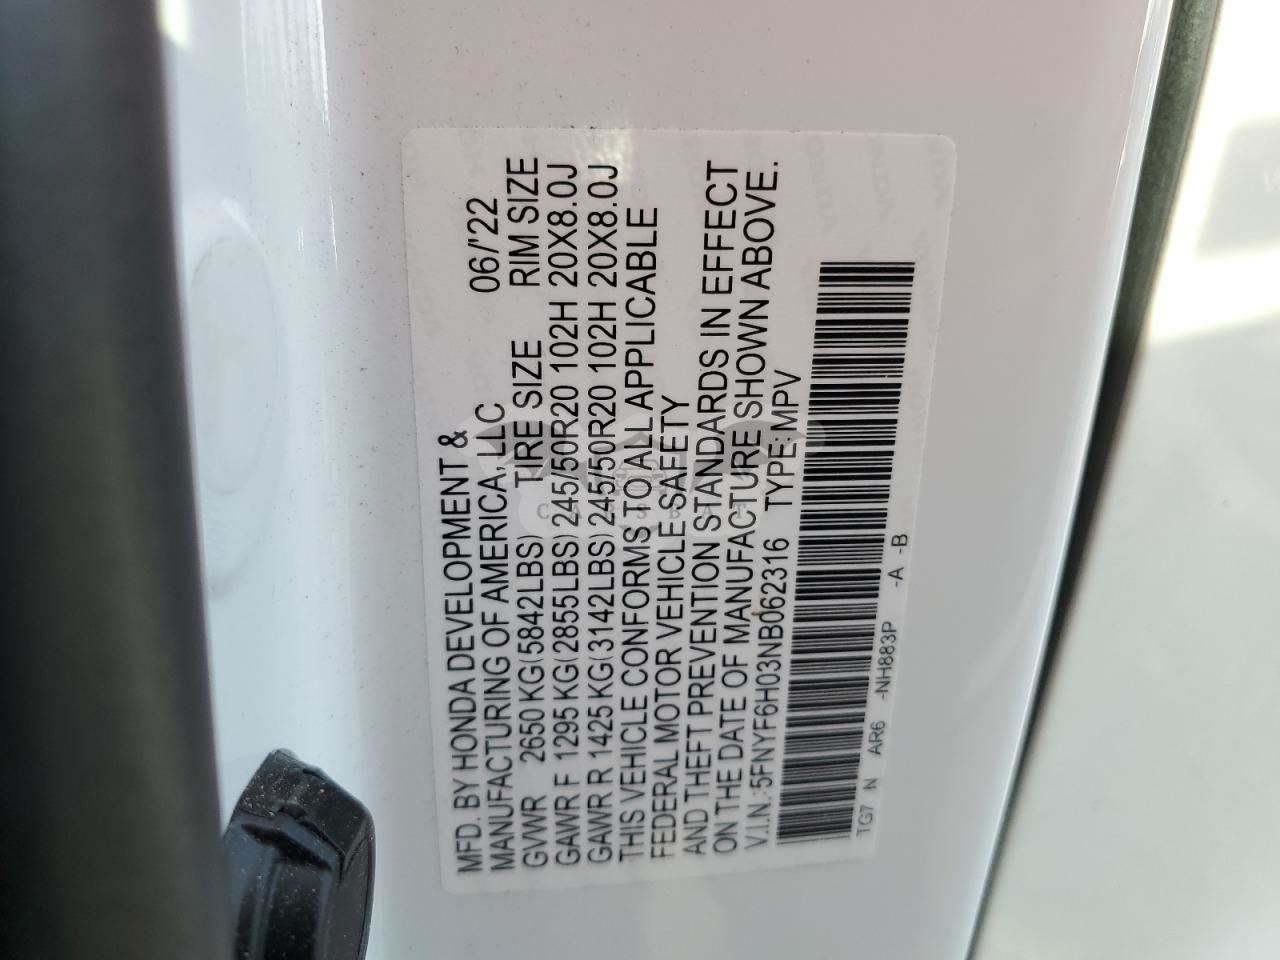 MFD. BY HONDA DEVELOPMENT &
MANUFACTURING OF AMERICA, LLC 06/'22
GVWR 2650 KG(5842LBS) TIRE SIZE RIM SIZE
GAWR F 1295 KG(2855LBS) 245/50R20 102H 20X8.0J
GAWR R 1425 KG(3142LBS) 245/50R20 102H 20X8.0J
THIS VEHICLE CONFORMS TO ALL APPLICABLE
FEDERAL MOTOR VEHICLE SAFETY
AND THEFT PREVENTION STANDARDS IN EFFECT
ON THE DATE OF MANUFACTURE SHOWN ABOVE.
V.I.N.:5FNYF6H03NB062316 TYPE:MPV
TG7 N AR6 -NH883P -A -B
CARSBAT